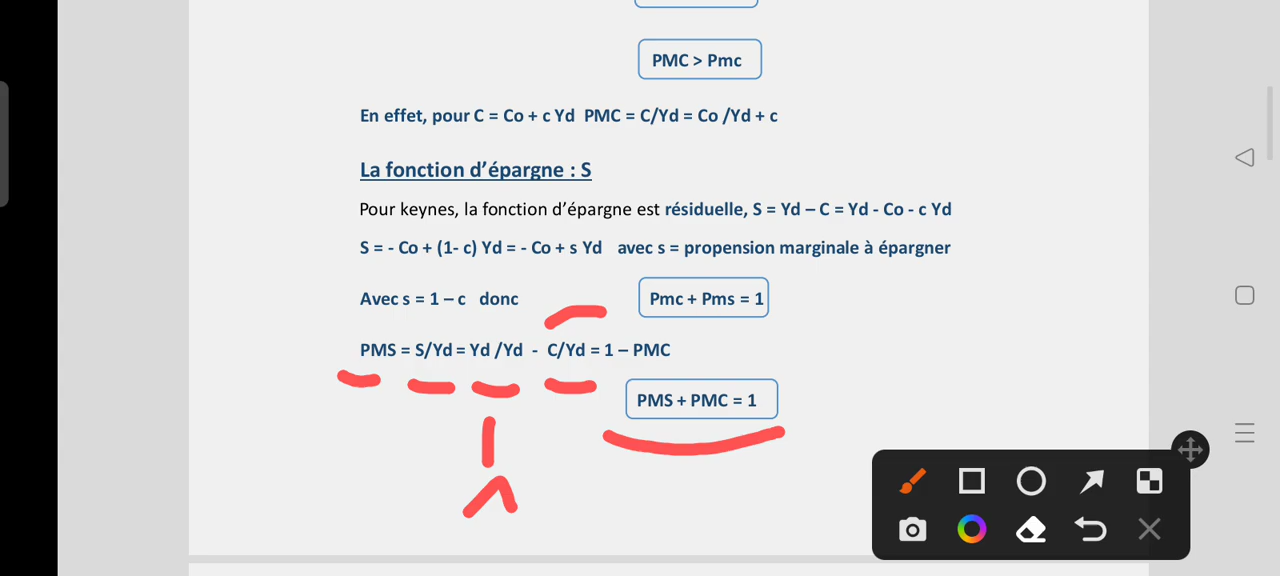 PMC > Pmc
En effet, pour C = Co + c Yd  PMC = C/Yd = Co /Yd + c
La fonction d’épargne : S
Pour keynes, la fonction d’épargne est résiduelle, S = Yd – C = Yd - Co - c Yd
S = - Co + (1- c) Yd = - Co + s Yd   avec s = propension marginale à épargner
Avec s = 1 – c   donc   Pmc + Pms = 1
PMS = S/Yd = Yd /Yd  -  C/Yd = 1 – PMC
PMS + PMC = 1